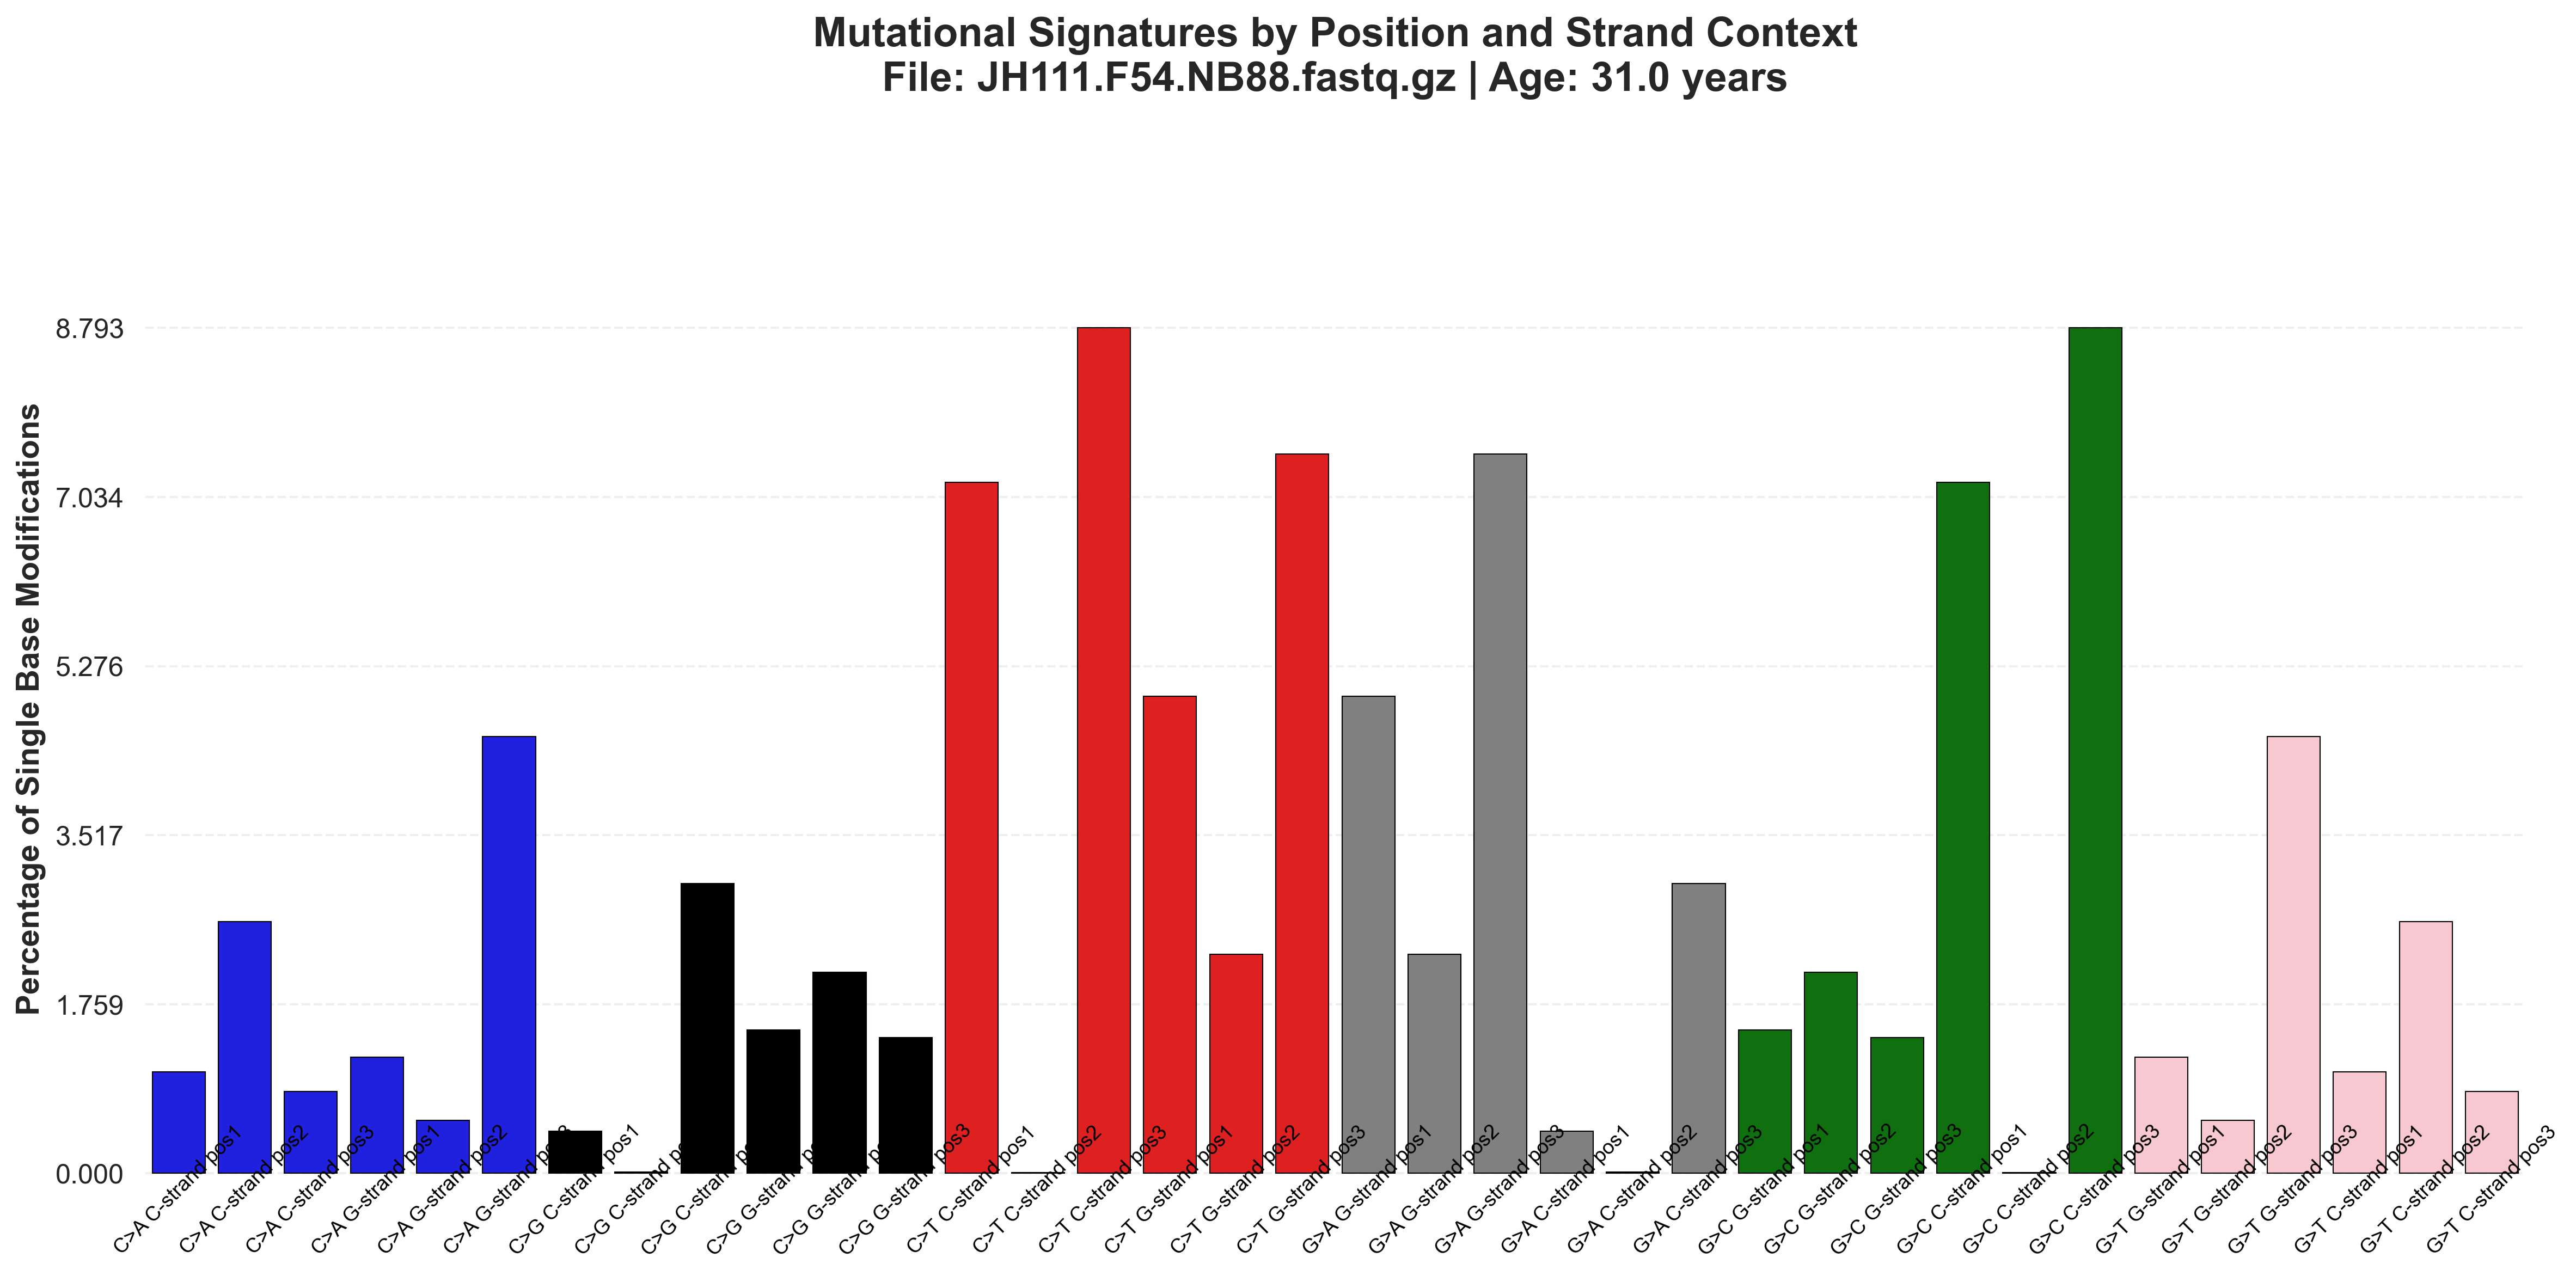 Mutational Signatures by Position and Strand Context
File: JH111.F54.NB88.fastq.gz | Age: 31.0 years
Percentage of Single Base Modifications
8.793
7.034
5.276
3.517
1.759
0.000
C>A C-strand pos1
C>A C-strand pos2
C>A C-strand pos3
C>A G-strand pos1
C>A G-strand pos2
C>A G-strand pos3
C>G C-strand pos1
C>G C-strand
C>G C-strand
C>G G-strand
C>G G-strand
C>G G-strand pos3
C>T C-strand pos1
C>T C-strand pos2
C>T C-strand pos3
C>T G-strand pos1
C>T G-strand pos2
C>T G-strand pos3
G>A G-strand pos1
G>A G-strand pos2
G>A G-strand pos3
G>A C-strand pos1
G>A C-strand pos2
G>A C-strand pos3
G>C G-strand pos1
G>C G-strand pos2
G>C G-strand pos3
G>C C-strand pos1
G>C C-strand pos2
G>C C-strand pos3
G>T G-strand pos1
G>T G-strand pos2
G>T G-strand pos3
G>T C-strand pos1
G>T C-strand pos2
G>T C-strand pos3